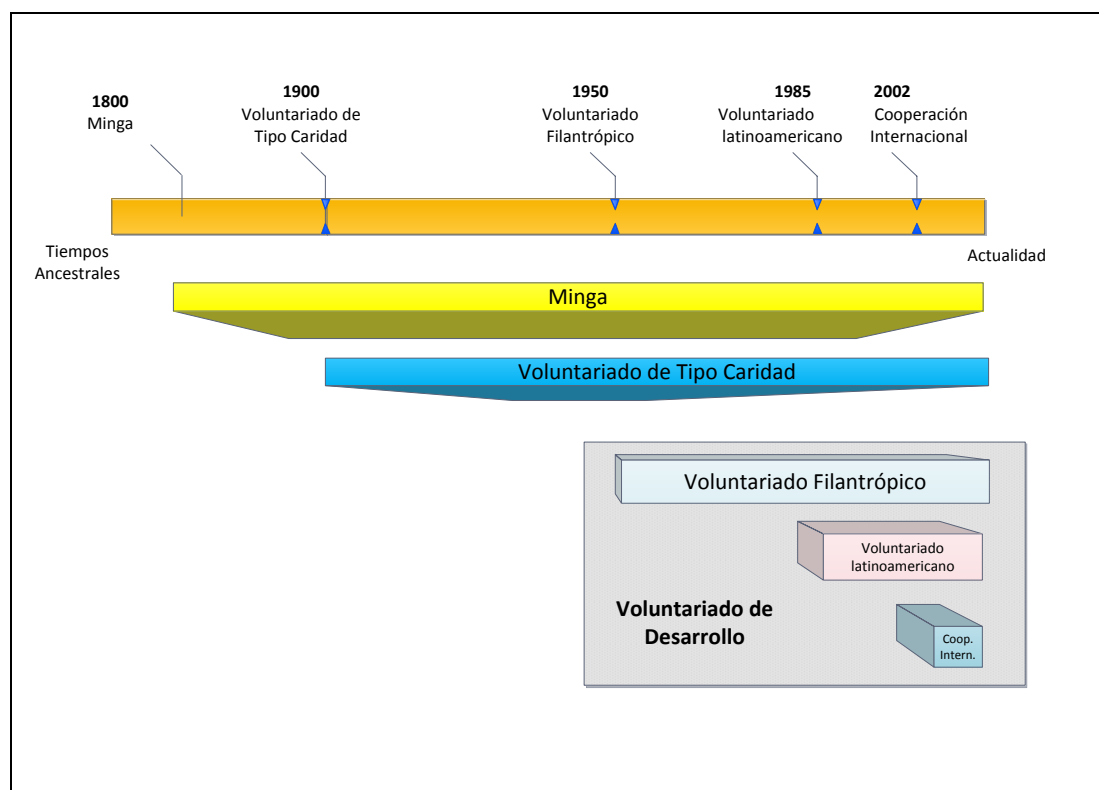 1800
Minga
1900
Voluntariado de
Tipo Caridad
1950
Voluntariado
Filantrópico
1985
Voluntariado
latinoamericano
2002
Cooperación
Internacional
Tiempos
Ancestrales
Actualidad
Minga
Voluntariado de Tipo Caridad
Voluntariado Filantrópico
Voluntariado
latinoamericano
Voluntariado de
Desarrollo
Coop.
Intern.